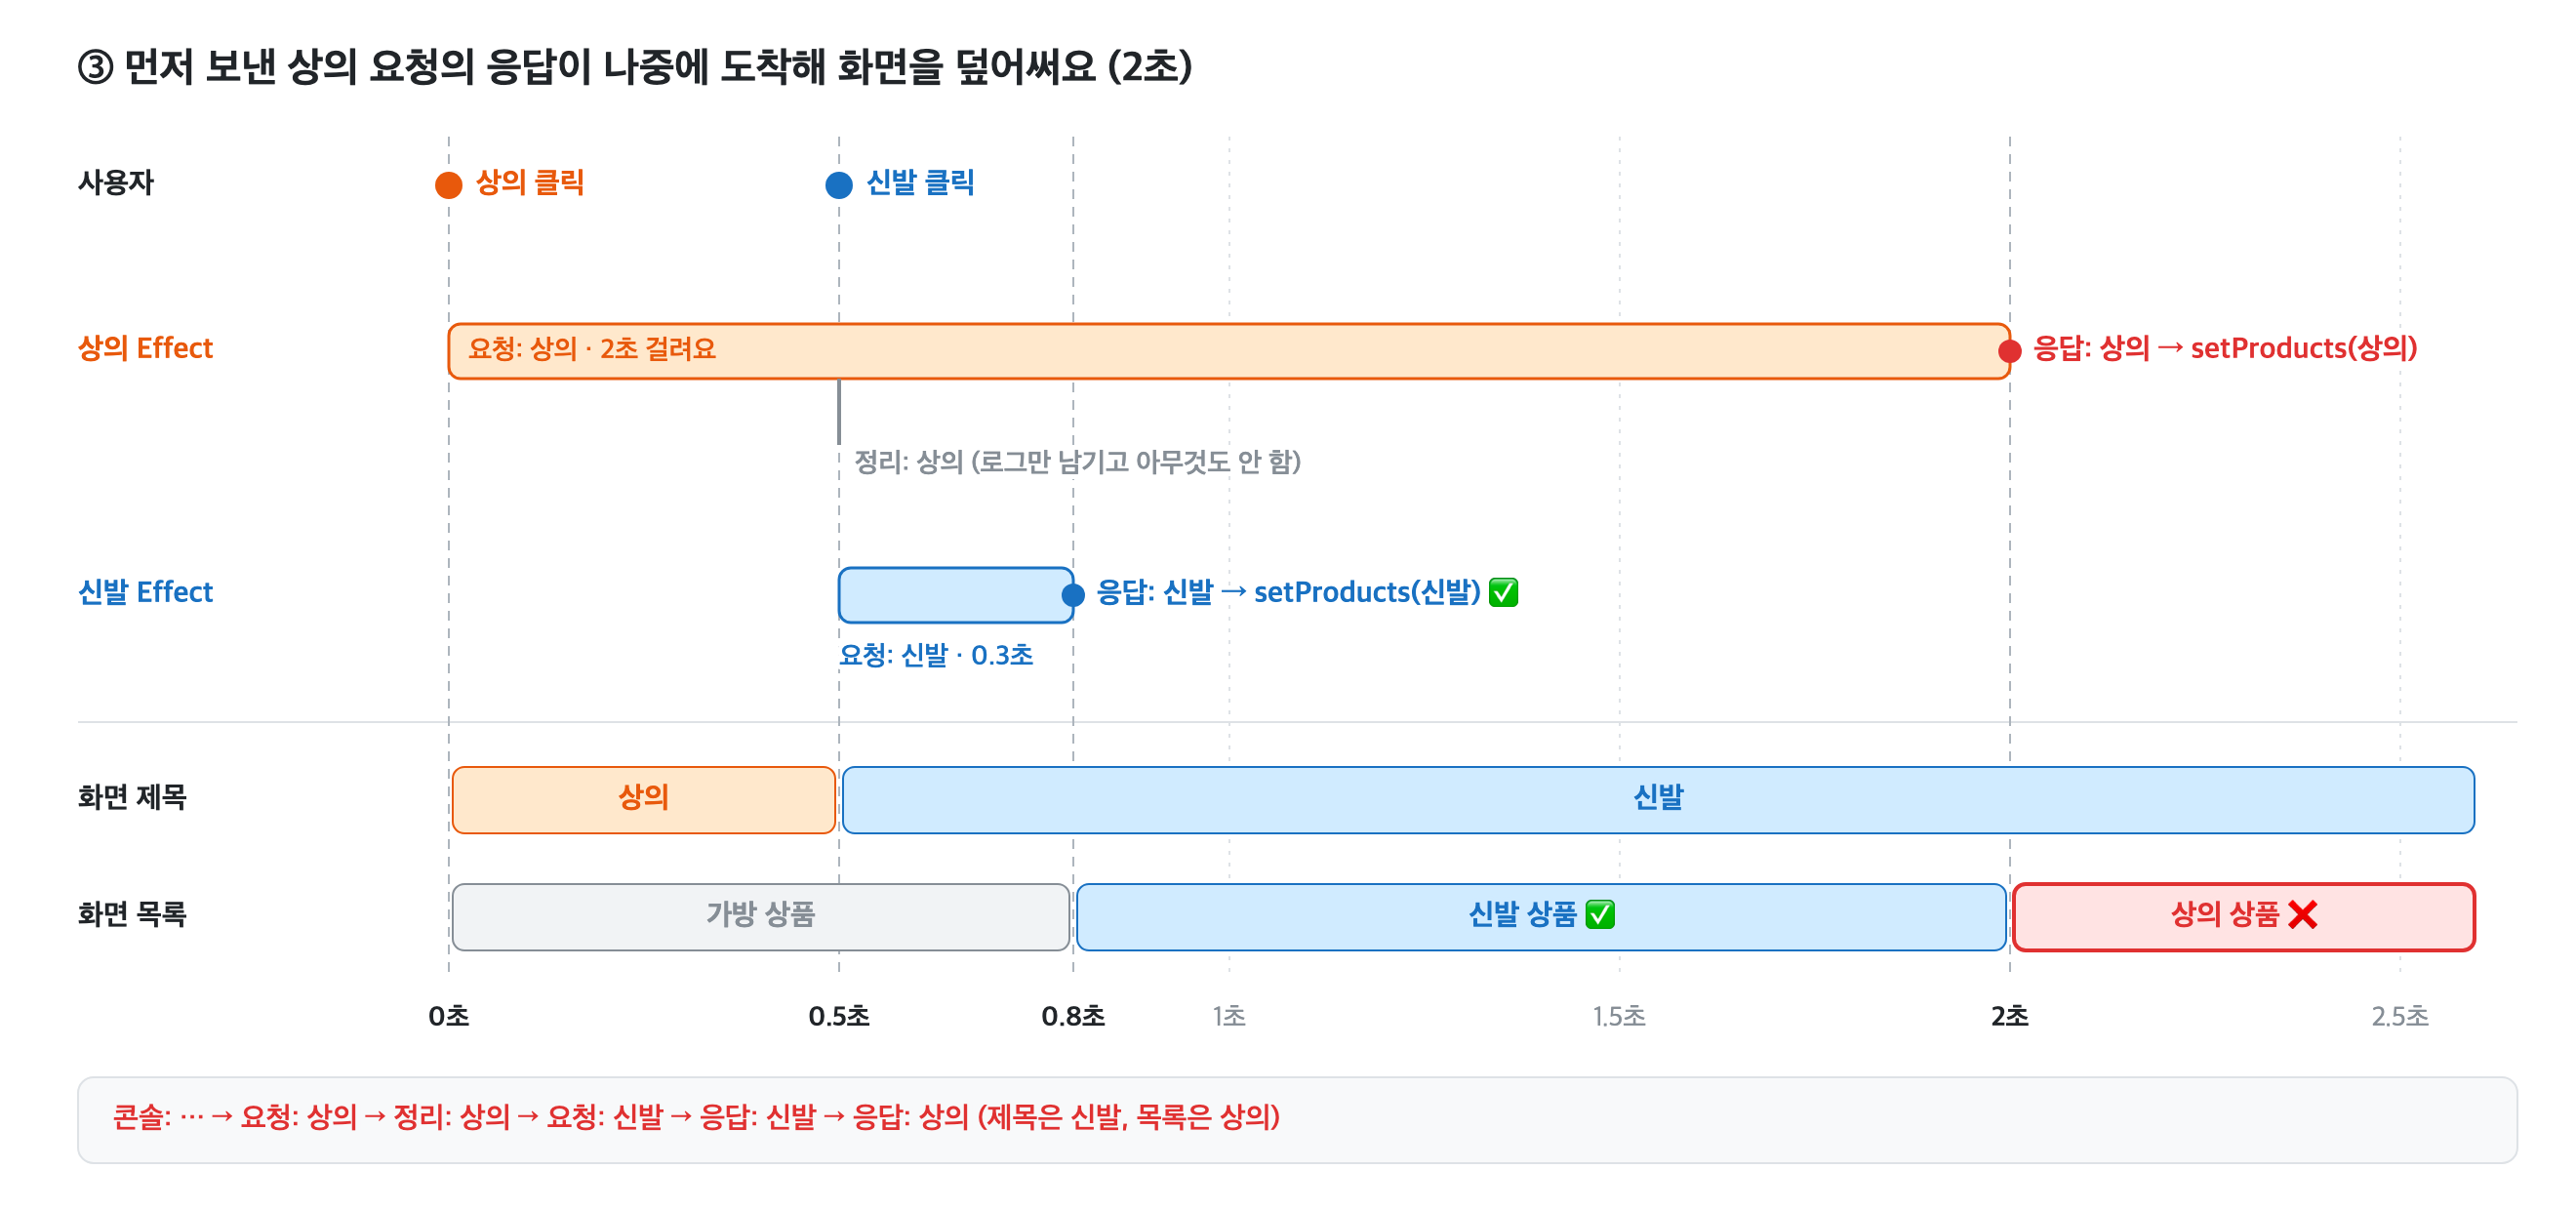 ③ 먼저 보낸 상의 요청의 응답이 나중에 도착해 화면을 덮어써요 (2초)
사용자
상의 클릭
신발 클릭
상의 Effect
요청: 상의 · 2초 걸려요
응답: 상의 → setProducts(상의)
정리: 상의 (로그만 남기고 아무것도 안 함)
신발 Effect
응답: 신발 → setProducts(신발) ✅
요청: 신발 · 0.3초
화면 제목
상의
신발
화면 목록
가방 상품
신발 상품 ✅
상의 상품 ❌
0초
0.5초
0.8초
1초
1.5초
2초
2.5초
콘솔: ⋯ → 요청: 상의 → 정리: 상의 → 요청: 신발 → 응답: 신발 → 응답: 상의 (제목은 신발, 목록은 상의)